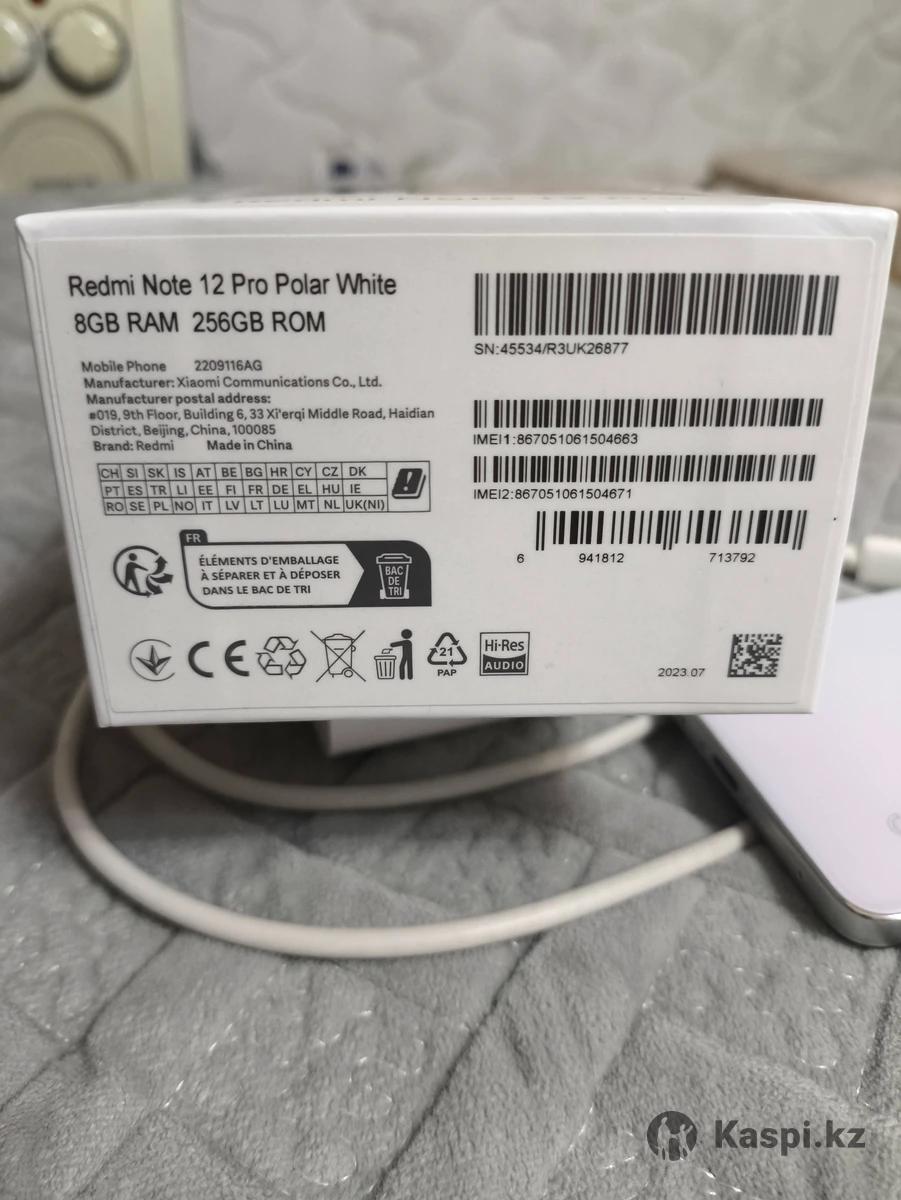 Redmi Note 12 Pro Polar White
8GB RAM 256GB ROM
Mobile Phone 2209116AG
Manufacturer: Xiaomi Communications Co., Ltd.
Manufacturer postal address:
#019, 9th Floor, Building 6, 33 Xi'erqi Middle Road, Haidian
District, Beijing, China, 100085
Brand: Redmi Made in China
CH SI SK IS AT BE BG HR CY CZ DK
PT ES TR LI EE FI FR DE EL HU IE
RO SE PL NO IT LV LT LU MT NL UK(NI)
FR
ÉLÉMENTS D'EMBALLAGE
À SÉPARER ET À DÉPOSER
DANS LE BAC DE TRI
BAC
DE
TRI
CE
21
PAP
Hi-Res
AUDIO
SN:45534/R3UK26877
IMEI1:867051061504663
IMEI2:867051061504671
6 941812 713792
2023.07
Kaspi.kz